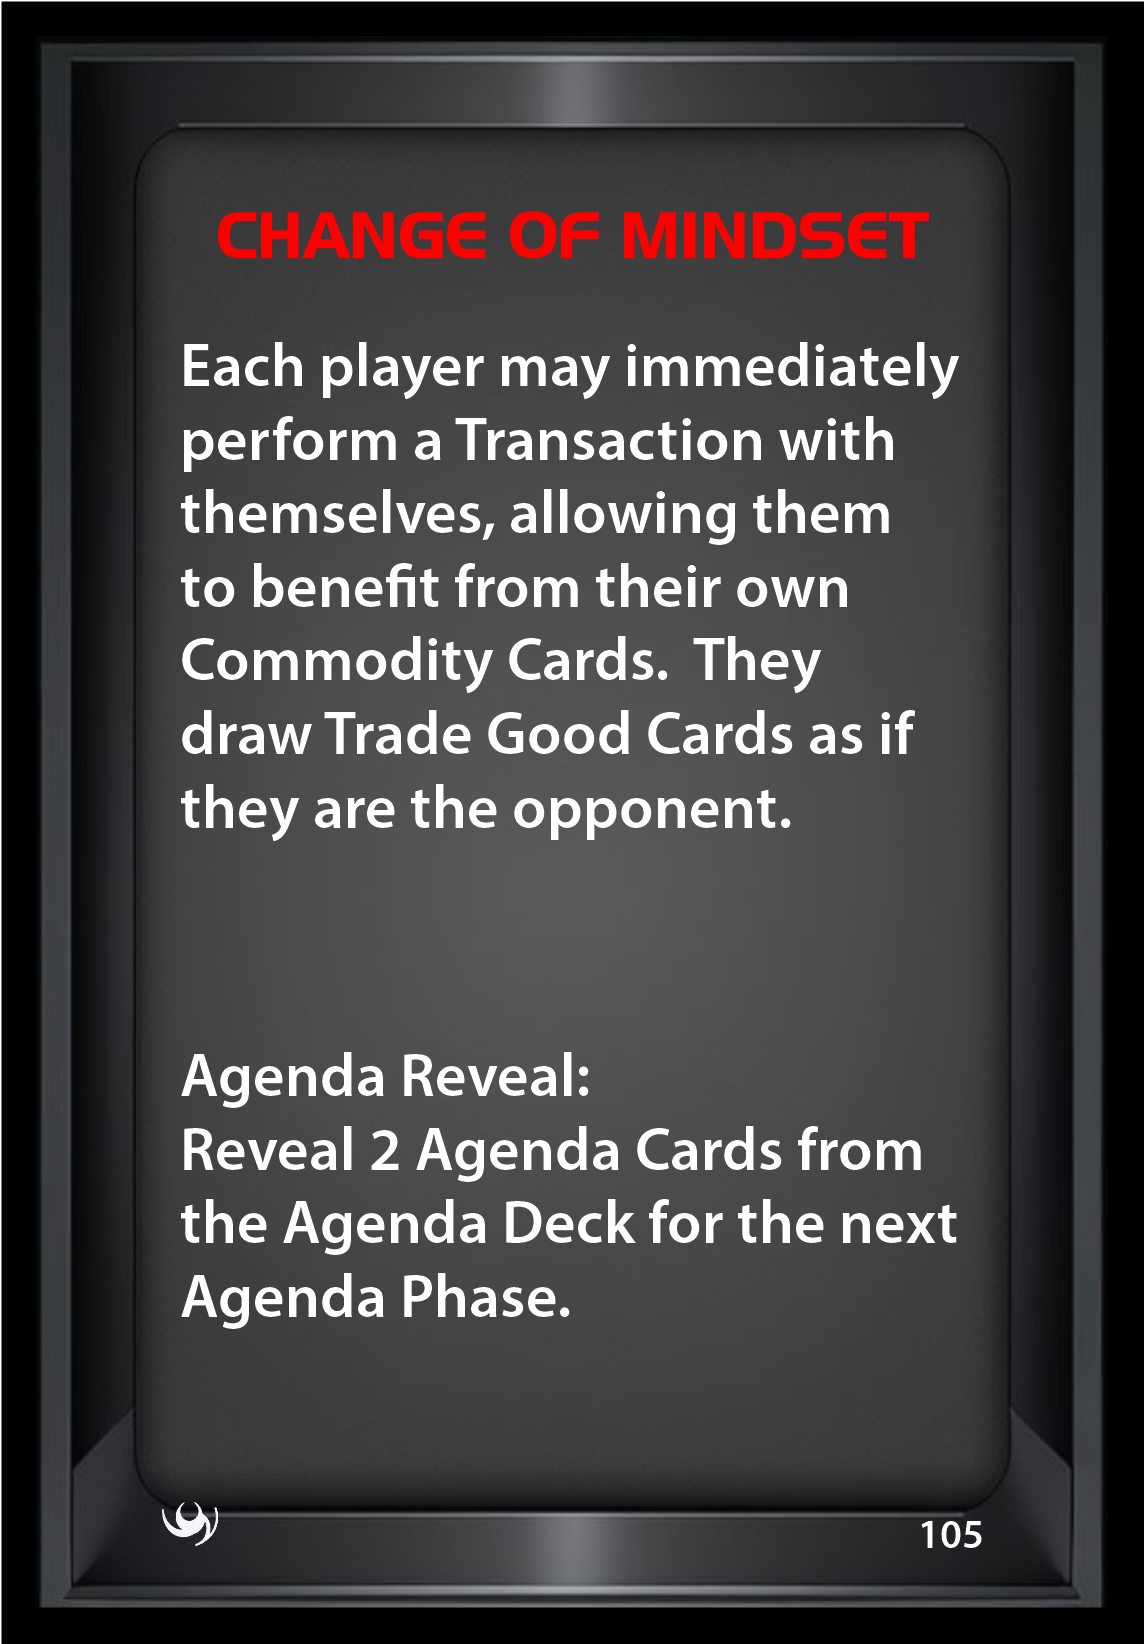 CHANGE OF MINDSET
Each player may immediately
perform a Transaction with
themselves, allowing them
to benefit from their own
Commodity Cards.  They
draw Trade Good Cards as if
they are the opponent.
Agenda Reveal:
Reveal 2 Agenda Cards from
the Agenda Deck for the next
Agenda Phase.
105